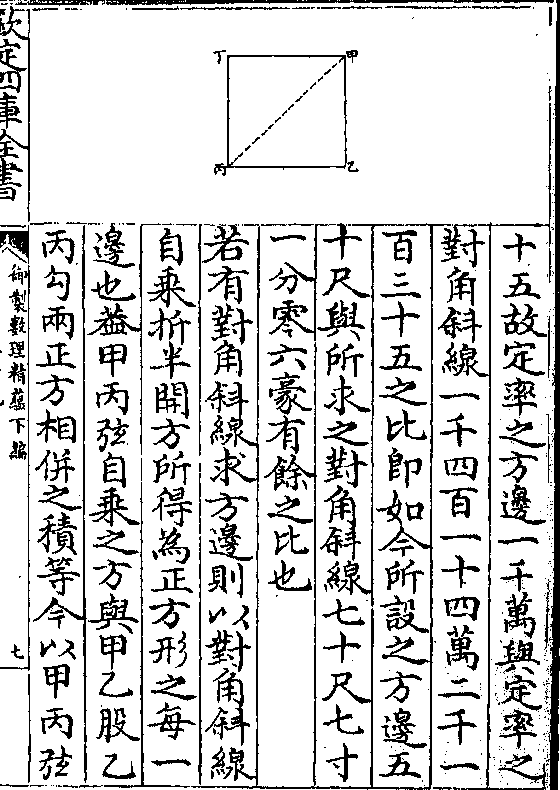 十五故定率之方邊一千萬與定率之
對角斜線一千四百一十四萬二千一
百三十五之比即如今所設之方邊五
十尺與所求之對角斜線七十尺七寸
一分零六豪有餘之比也
若有對角斜線求方邊則以對角斜線
自乘折半開方所得為正方形之每一
邊也葢甲丙弦自乘之方與甲乙股乙
丙勾兩正方相併之積等今以甲丙弦
丁
甲
丙
乙
欽定四庫全書
御製數理精蘊下編
七